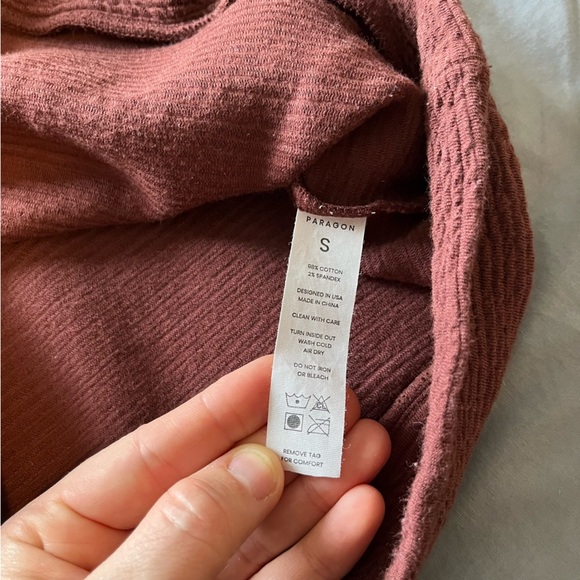 PARAGON
S
98% COTTON
2% SPANDEX
DESIGNED IN USA
MADE IN CHINA
CLEAN WITH CARE
TURN INSIDE OUT
WASH COLD
AIR DRY
DO NOT IRON
OR BLEACH
CL
REMOVE TAG
FOR COMFORT